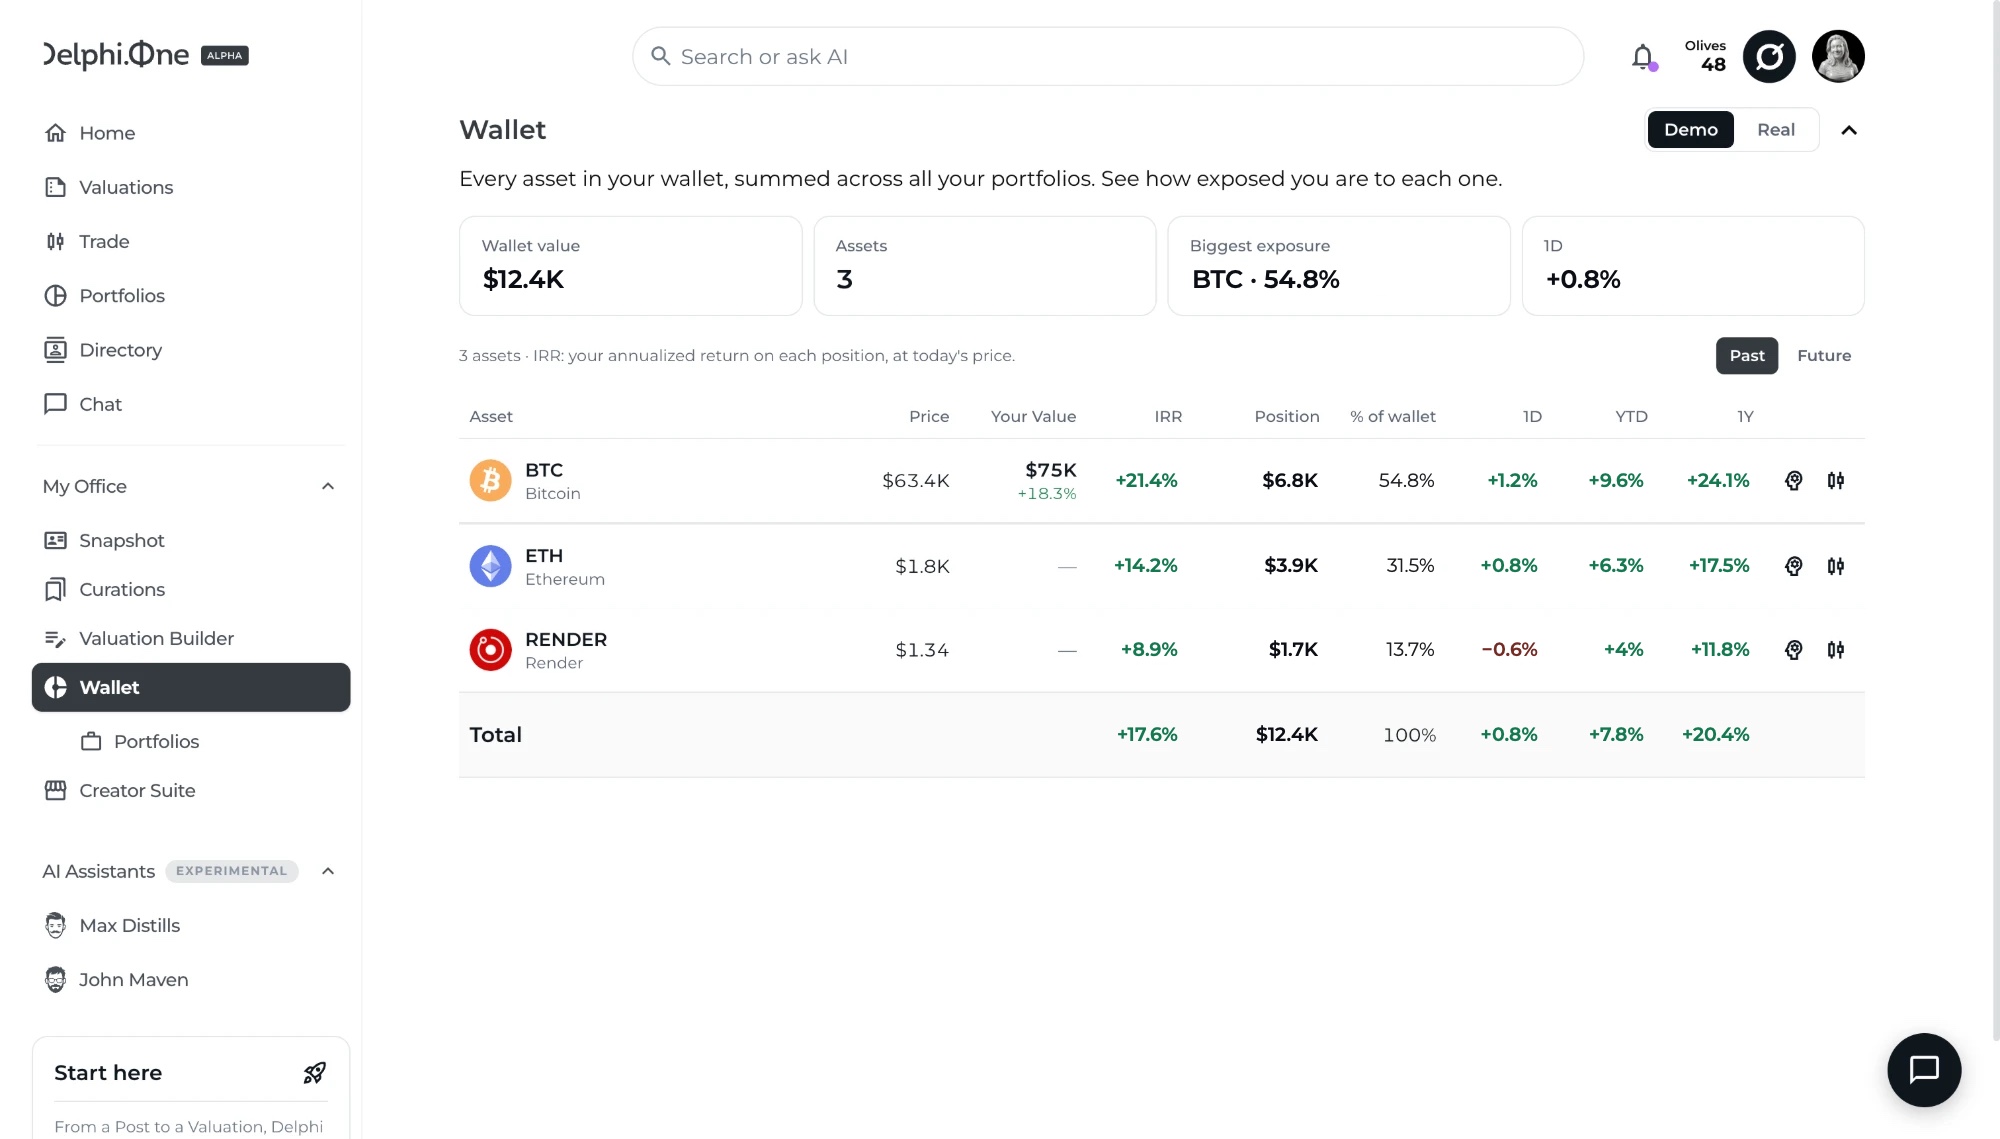 Delphi.One ALPHA
Search or ask AI
Olives
48
Home
Valuations
Trade
Portfolios
Directory
Chat
My Office
Snapshot
Curations
Valuation Builder
Wallet
Portfolios
Creator Suite
AI Assistants EXPERIMENTAL
Max Distills
John Maven
Start here
From a Post to a Valuation, Delphi
Wallet
Demo Real
Every asset in your wallet, summed across all your portfolios. See how exposed you are to each one.
Wallet value
$12.4K
Assets
3
Biggest exposure
BTC · 54.8%
1D
+0.8%
3 assets · IRR: your annualized return on each position, at today's price.
Past Future
Asset Price Your Value IRR Position % of wallet 1D YTD 1Y
BTC
Bitcoin
$63.4K $75K +21.4% $6.8K 54.8% +1.2% +9.6% +24.1%
+18.3%
ETH
Ethereum
$1.8K — +14.2% $3.9K 31.5% +0.8% +6.3% +17.5%
RENDER
Render
$1.34 — +8.9% $1.7K 13.7% −0.6% +4% +11.8%
Total +17.6% $12.4K 100% +0.8% +7.8% +20.4%